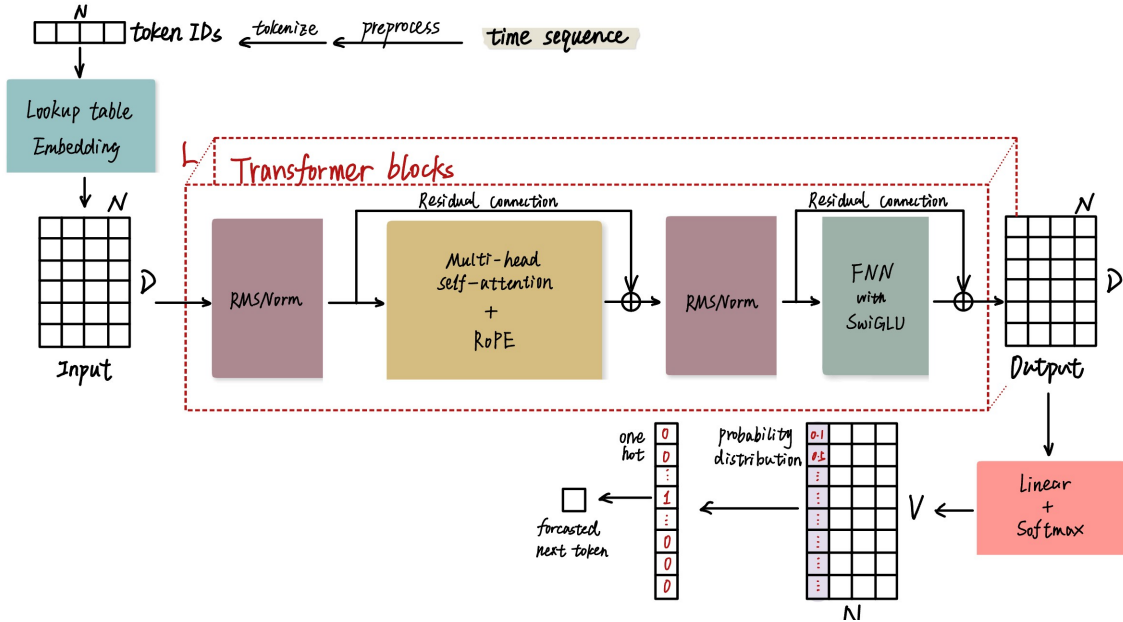 N
token IDs
tokenize
preprocess
time sequence
Lookup table
Embedding
L
Transformer blocks
N
D
Input
RMSNorm
Residual connection
Multi-head
self-attention
+
RoPE
RMSNorm
Residual connection
FNN
with
SwiGLU
N
D
Output
Linear
+
Softmax
V
N
probability
distribution
0.1
0.5
⋮
⋮
⋮
⋮
⋮
⋮
one
hot
0
0
⋮
1
⋮
0
0
0
forcasted
next token